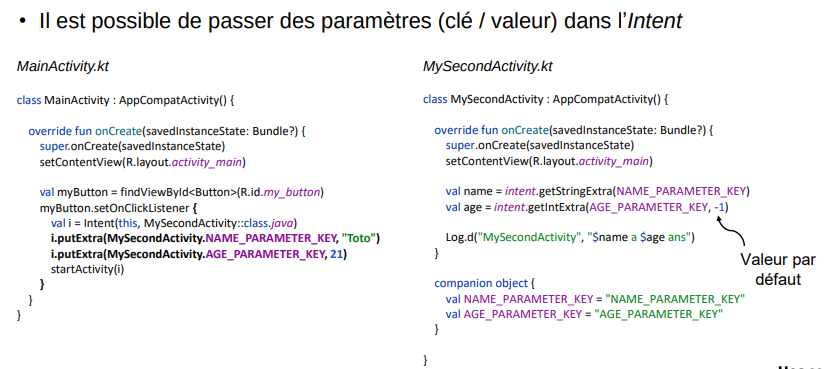 • Il est possible de passer des paramètres (clé / valeur) dans l'Intent
MainActivity.kt
class MainActivity : AppCompatActivity() {
override fun onCreate(savedInstanceState: Bundle?) {
super.onCreate(savedInstanceState)
setContentView(R.layout.activity_main)
val myButton = findViewById<Button>(R.id.my_button)
myButton.setOnClickListener {
val i = Intent(this, MySecondActivity::class.java)
i.putExtra(MySecondActivity.NAME_PARAMETER_KEY, "Toto")
i.putExtra(MySecondActivity.AGE_PARAMETER_KEY, 21)
startActivity(i)
}
}
}
MySecondActivity.kt
class MySecondActivity : AppCompatActivity() {
override fun onCreate(savedInstanceState: Bundle?) {
super.onCreate(savedInstanceState)
setContentView(R.layout.activity_main)
val name = intent.getStringExtra(NAME_PARAMETER_KEY)
val age = intent.getIntExtra(AGE_PARAMETER_KEY, -1)
Log.d("MySecondActivity", "$name a $age ans")
}
Valeur par
défaut
companion object {
val NAME_PARAMETER_KEY = "NAME_PARAMETER_KEY"
val AGE_PARAMETER_KEY = "AGE_PARAMETER_KEY"
}
}